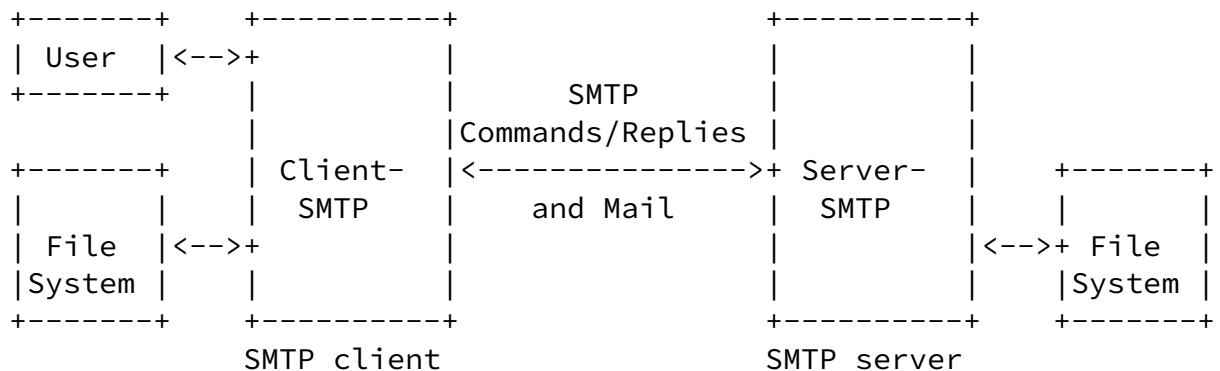 +-------+    +----------+                +----------+
| User  |<-->+          |                |          |
+-------+    |          |      SMTP      |          |
             |          |Commands/Replies |          |
+-------+    | Client-  |<--------------->+ Server-  |    +-------+
|       |    |  SMTP    |    and Mail    |  SMTP    |    |       |
| File  |<-->+          |                |          |<-->+ File  |
|System |    |          |                |          |    |System |
+-------+    +----------+                +----------+    +-------+
             SMTP client                 SMTP server